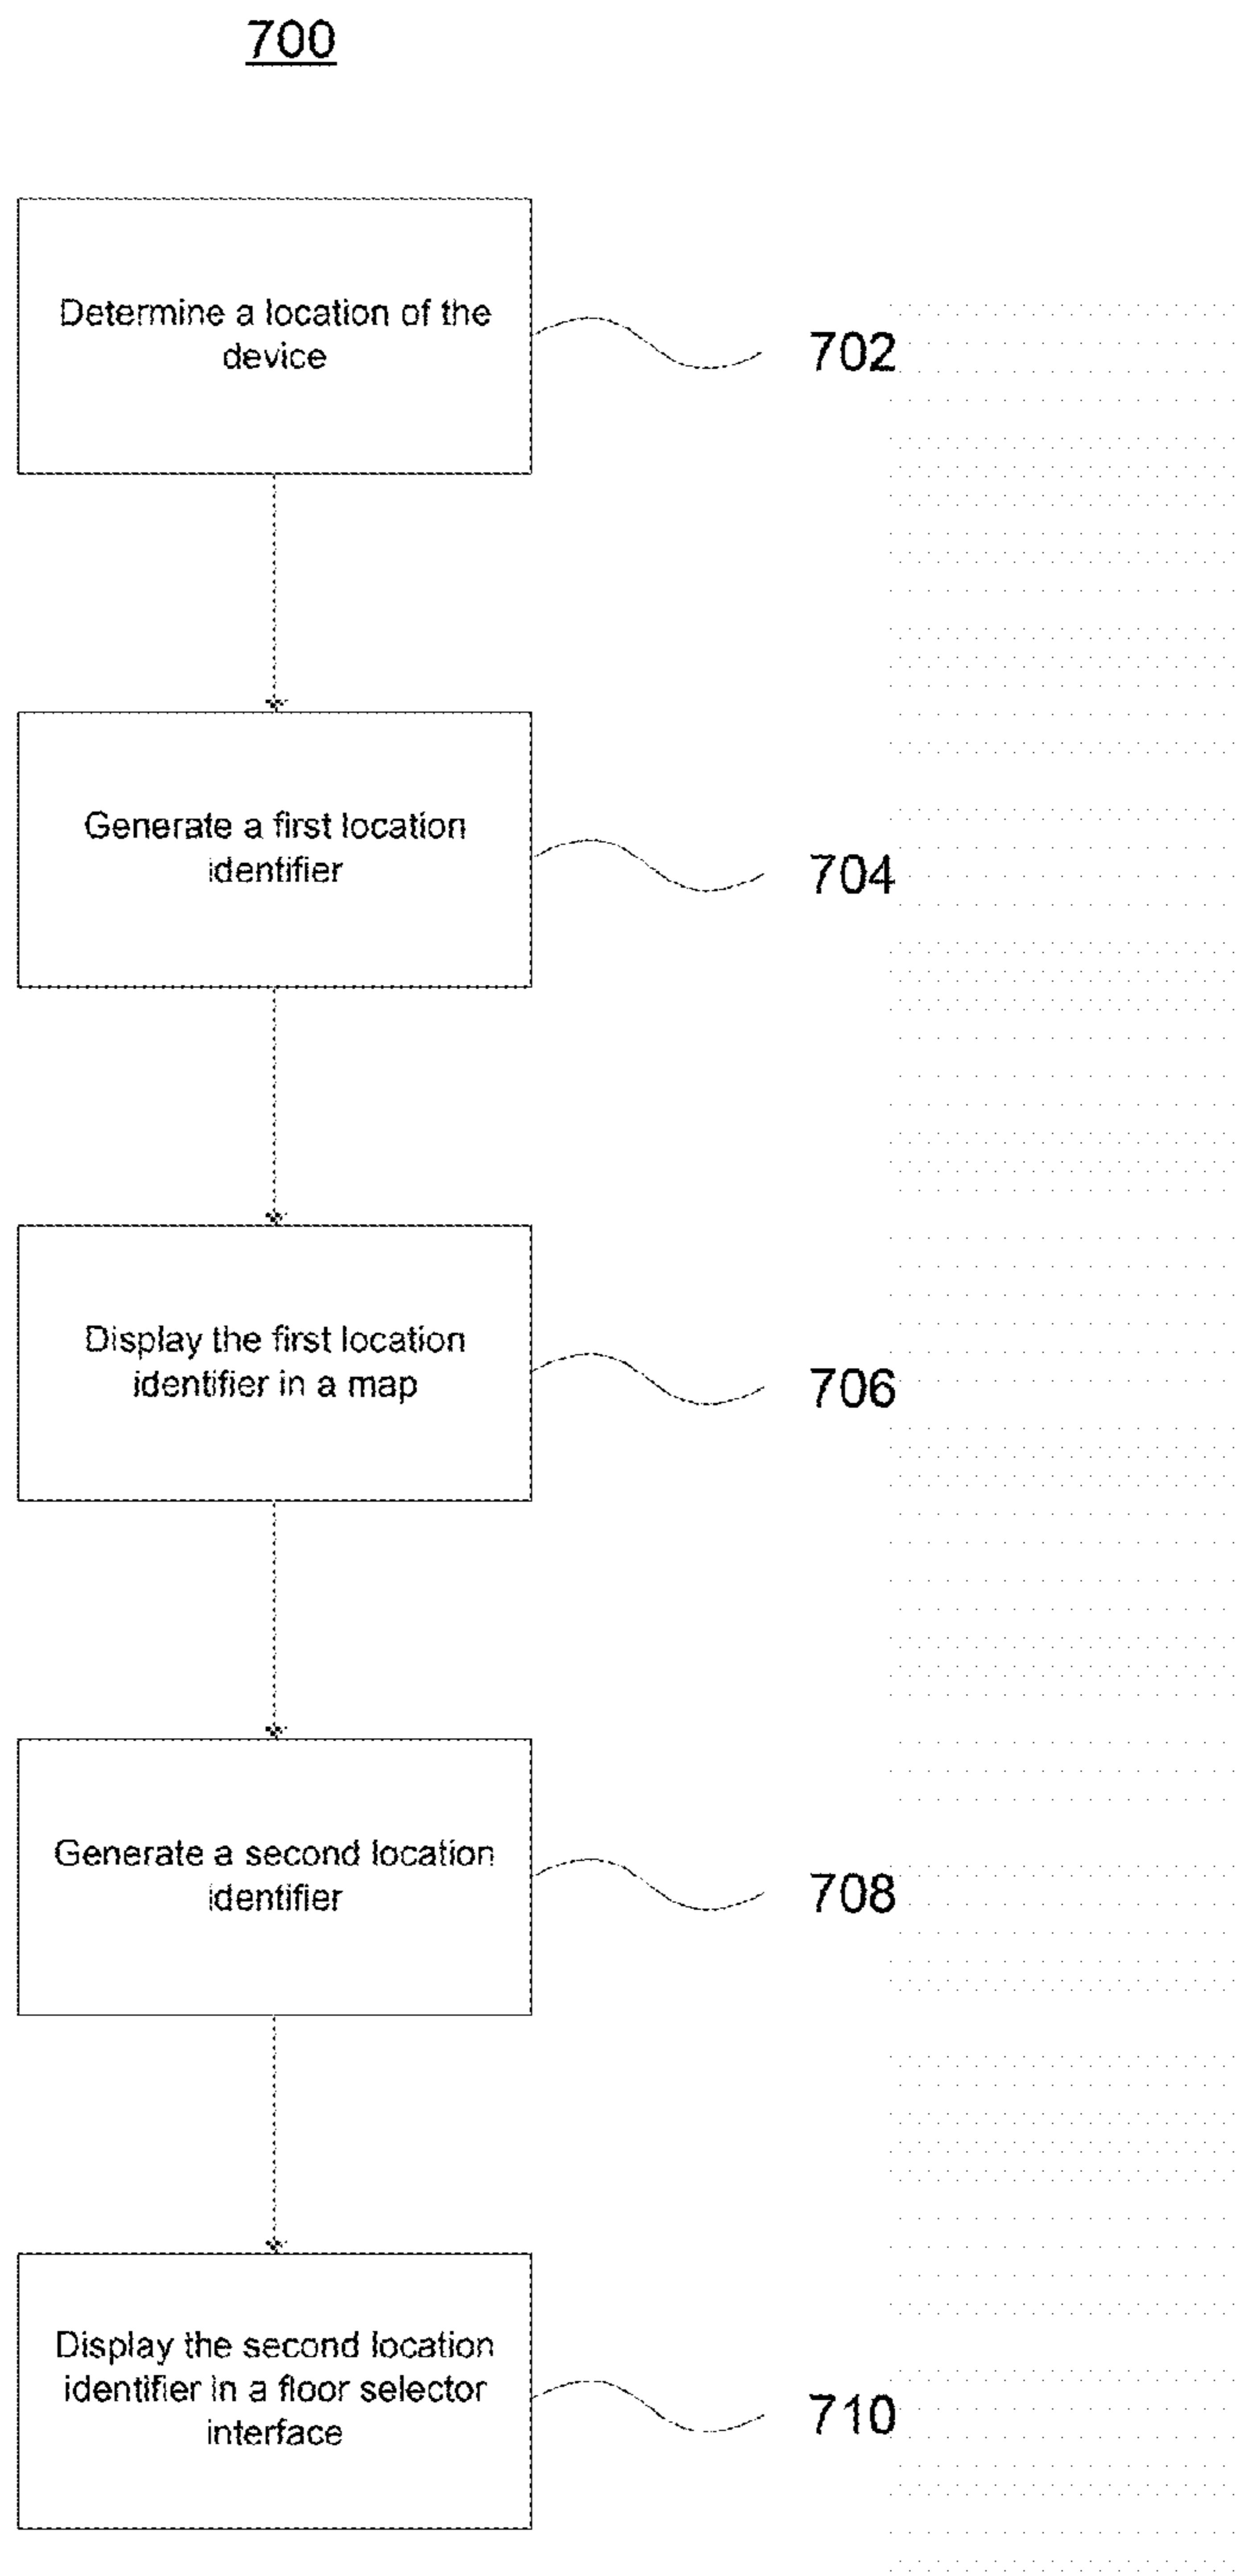 700
Determine a location of the
device
702
Generate a first location
identifier
704
Display the first location
identifier in a map
706
Generate a second location
identifier
708
Display the second location
identifier in a floor selector
interface
710